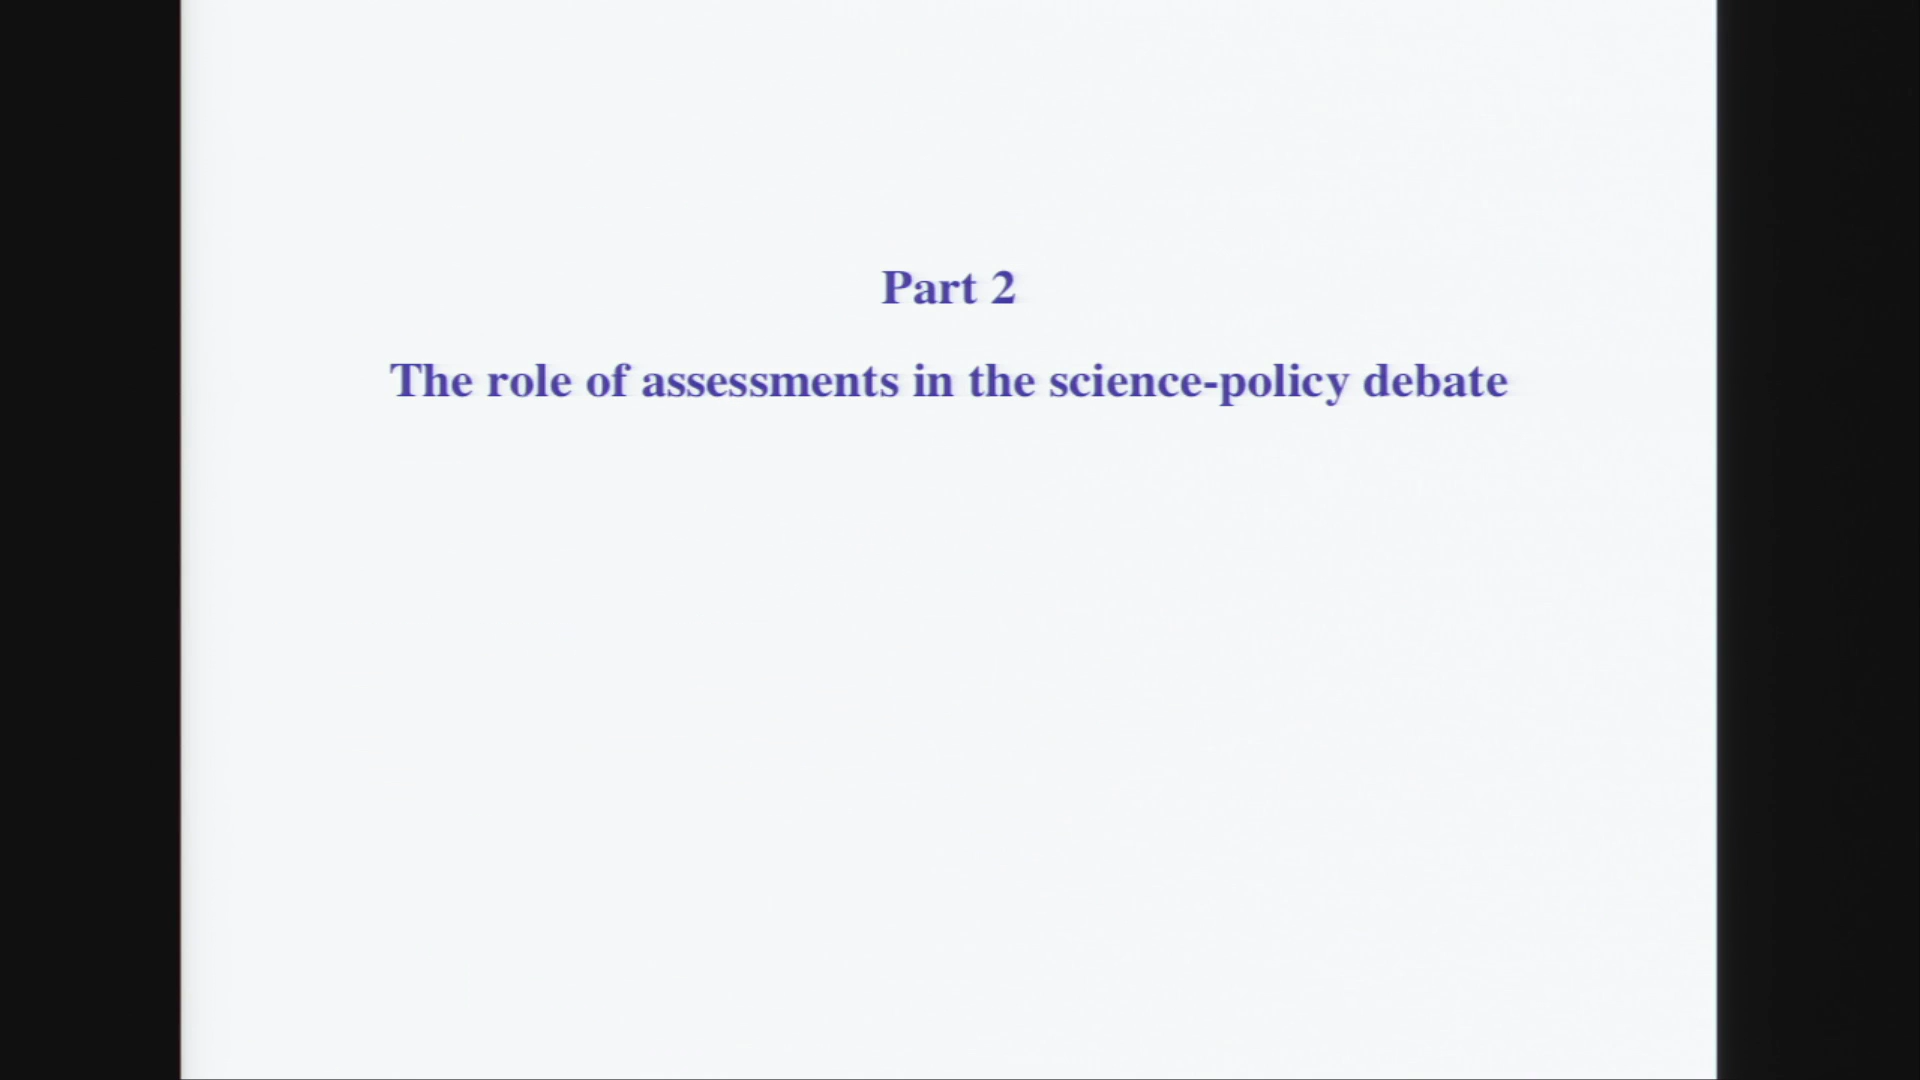 Part 2
The role of assessments in the science-policy debate